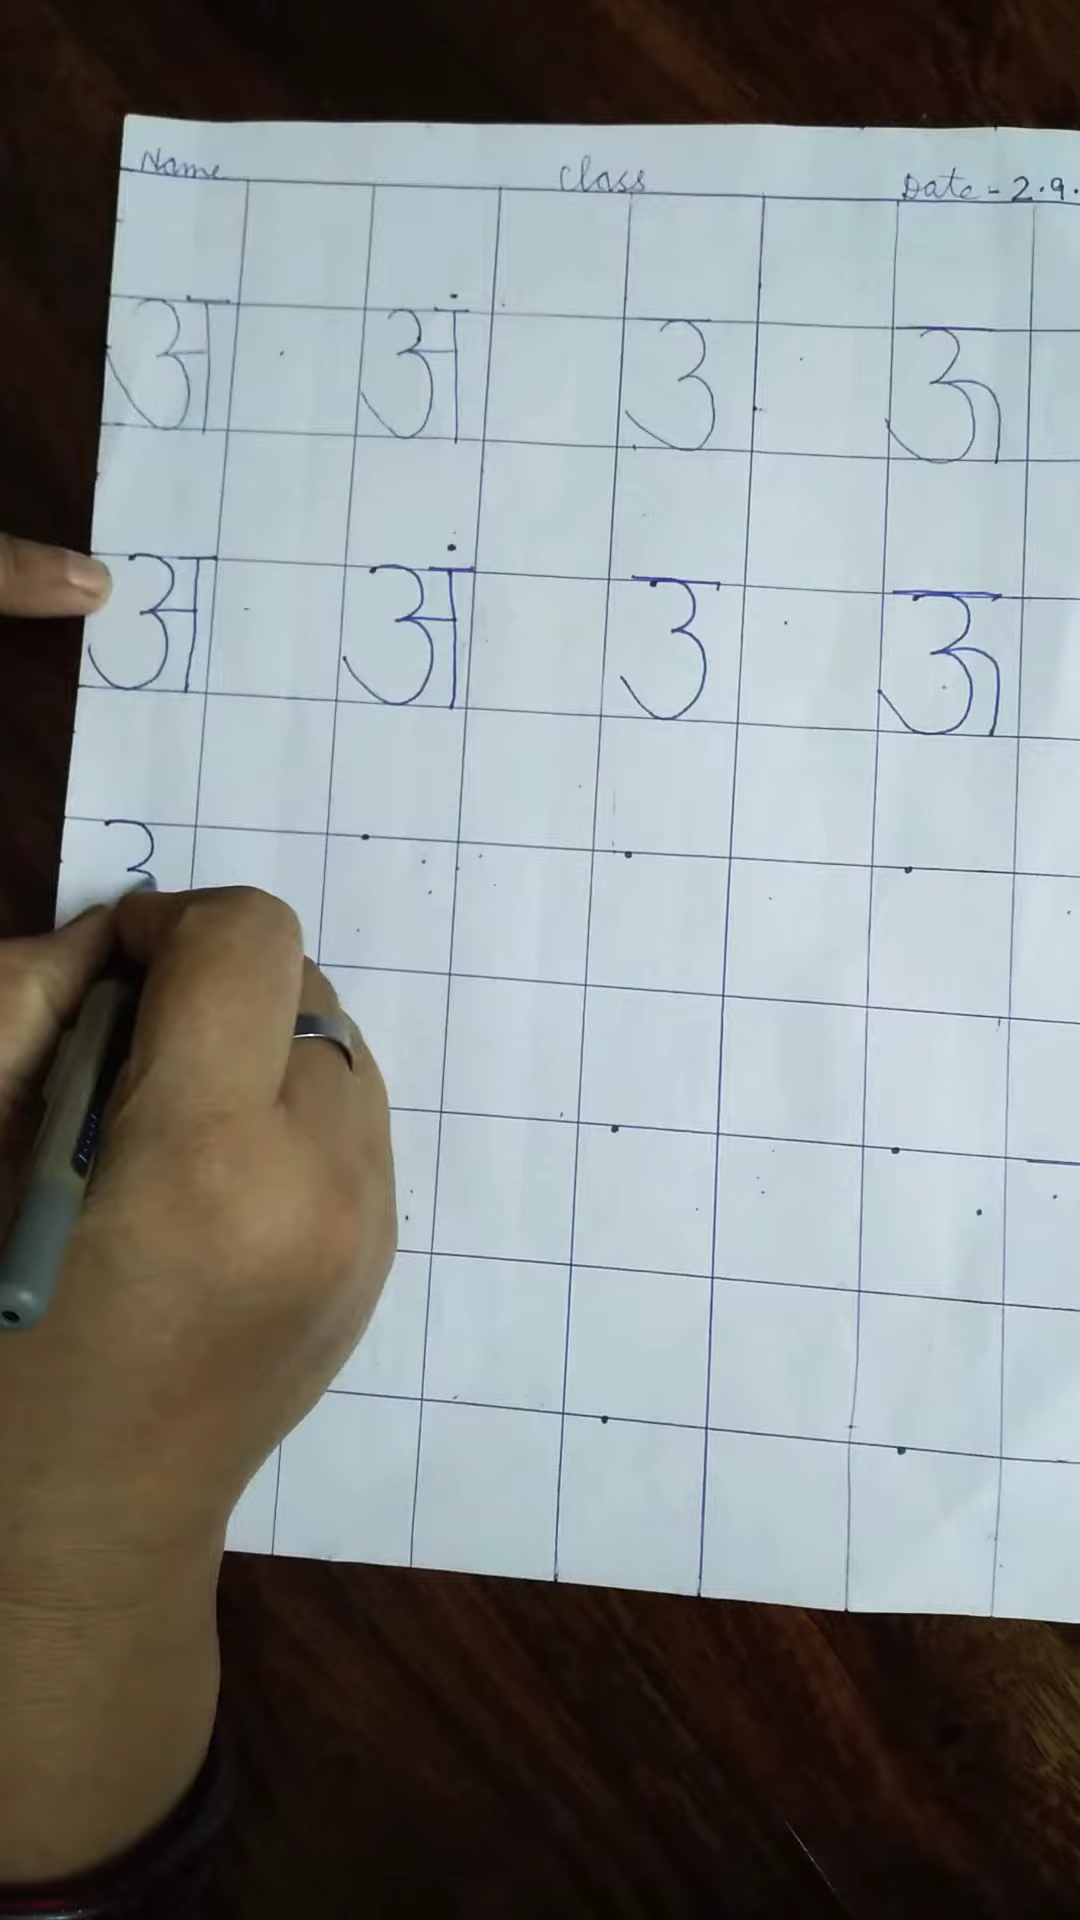 Name Class Date - 2.9.
अ अं उ ऊ
अ अं उ ऊ